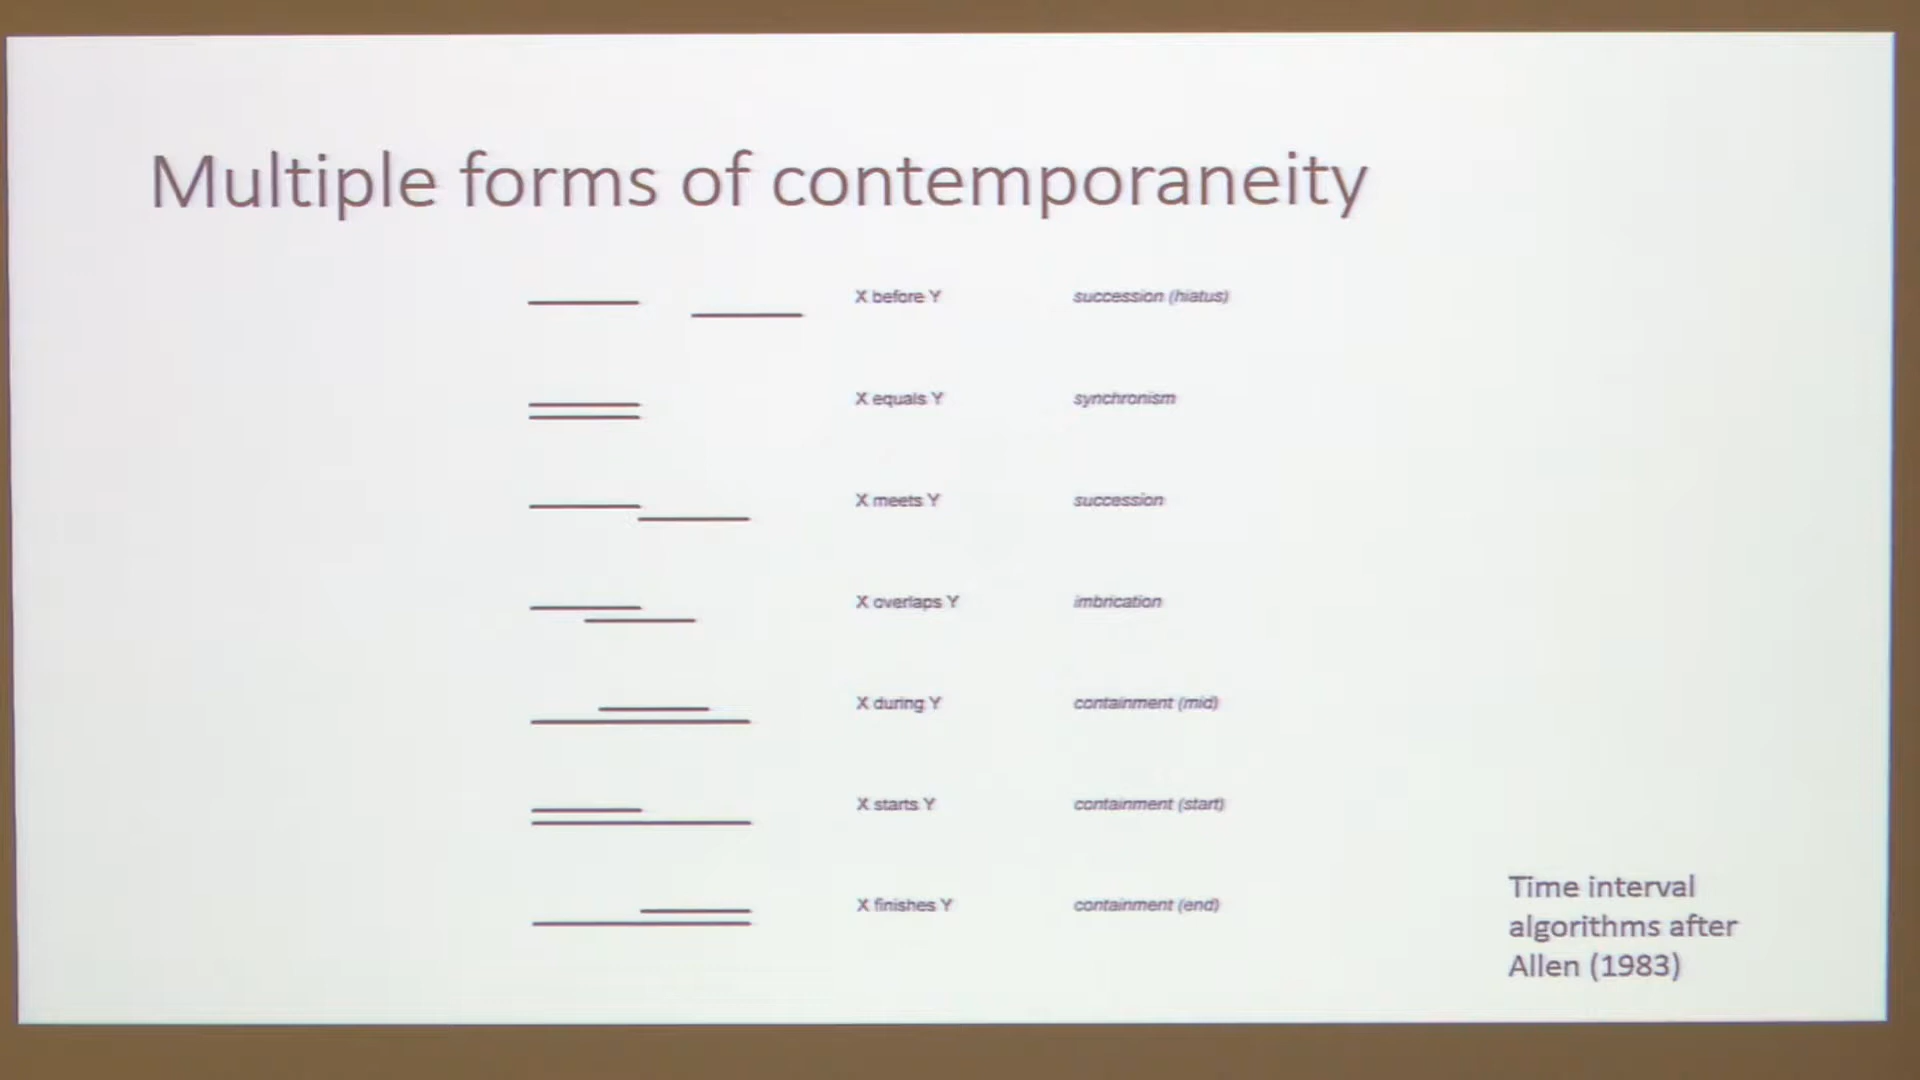 Multiple forms of contemporaneity
X before Y succession (hiatus)
X equals Y synchronism
X meets Y succession
X overlaps Y imbrication
X during Y containment (mid)
X starts Y containment (start)
X finishes Y containment (end)
Time interval
algorithms after
Allen (1983)